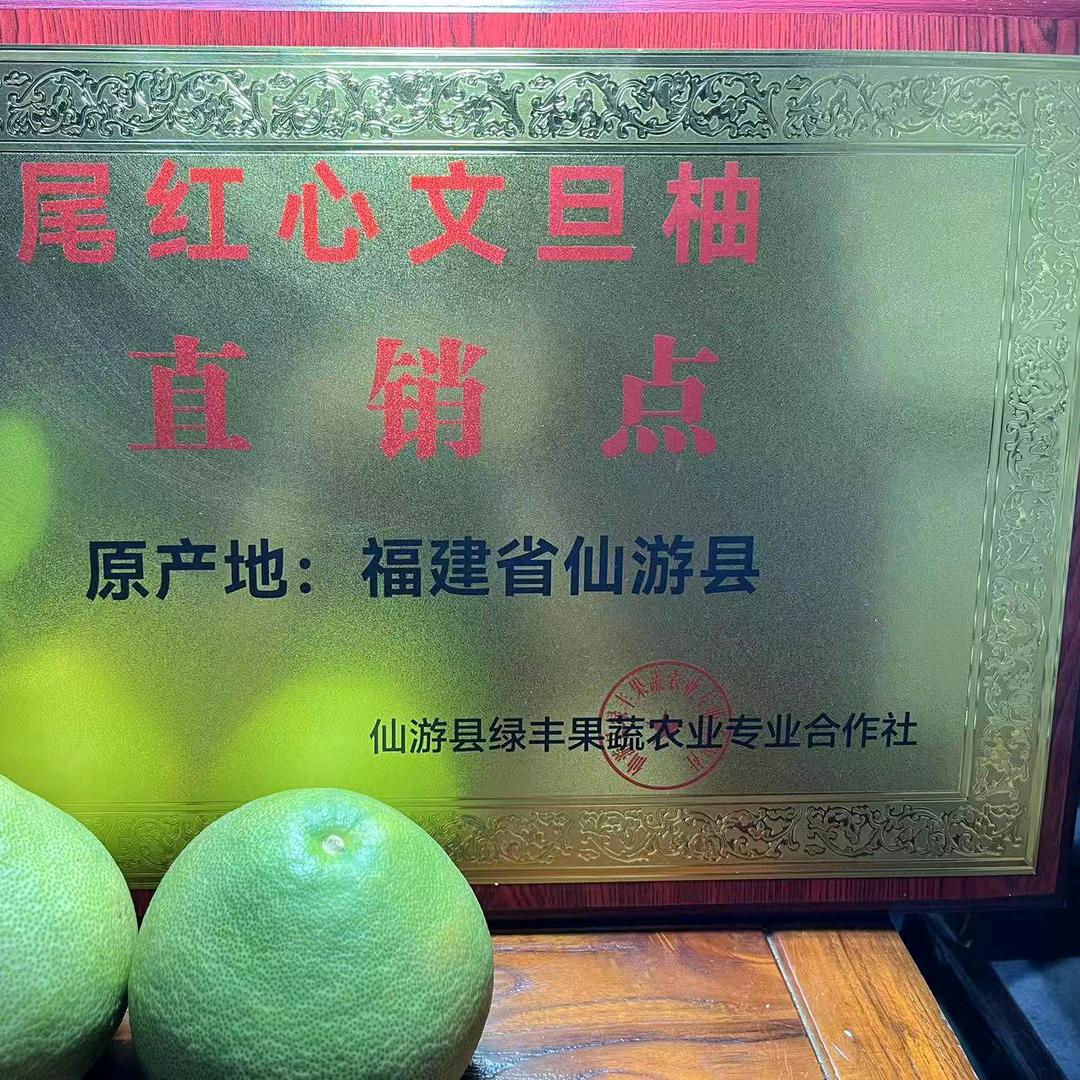 尾红心文旦柚
直销点
原产地：福建省仙游县
仙游县绿丰果蔬农业专业合作社